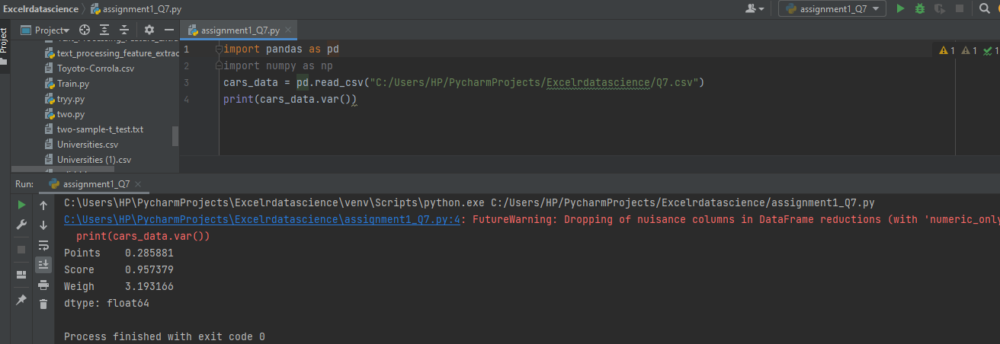 Excelrdatascience assignment1_Q7.py assignment1_Q7
Project assignment1_Q7.py
Project
text_processing_feature_extrac
Toyoto-Corrola.csv
Train.py
tryy.py
two.py
two-sample-t_test.txt
Universities.csv
Universities (1).csv
1 import pandas as pd
2 import numpy as np
3 cars_data = pd.read_csv("C:/Users/HP/PycharmProjects/Excelrdatascience/Q7.csv")
4 print(cars_data.var())
1 1 1
Run: assignment1_Q7
C:\Users\HP\PycharmProjects\Excelrdatascience\venv\Scripts\python.exe C:/Users/HP/PycharmProjects/Excelrdatascience/assignment1_Q7.py
C:\Users\HP\PycharmProjects\Excelrdatascience\assignment1_Q7.py:4: FutureWarning: Dropping of nuisance columns in DataFrame reductions (with 'numeric_only
print(cars_data.var())
Points 0.285881
Score 0.957379
Weigh 3.193166
dtype: float64
Process finished with exit code 0